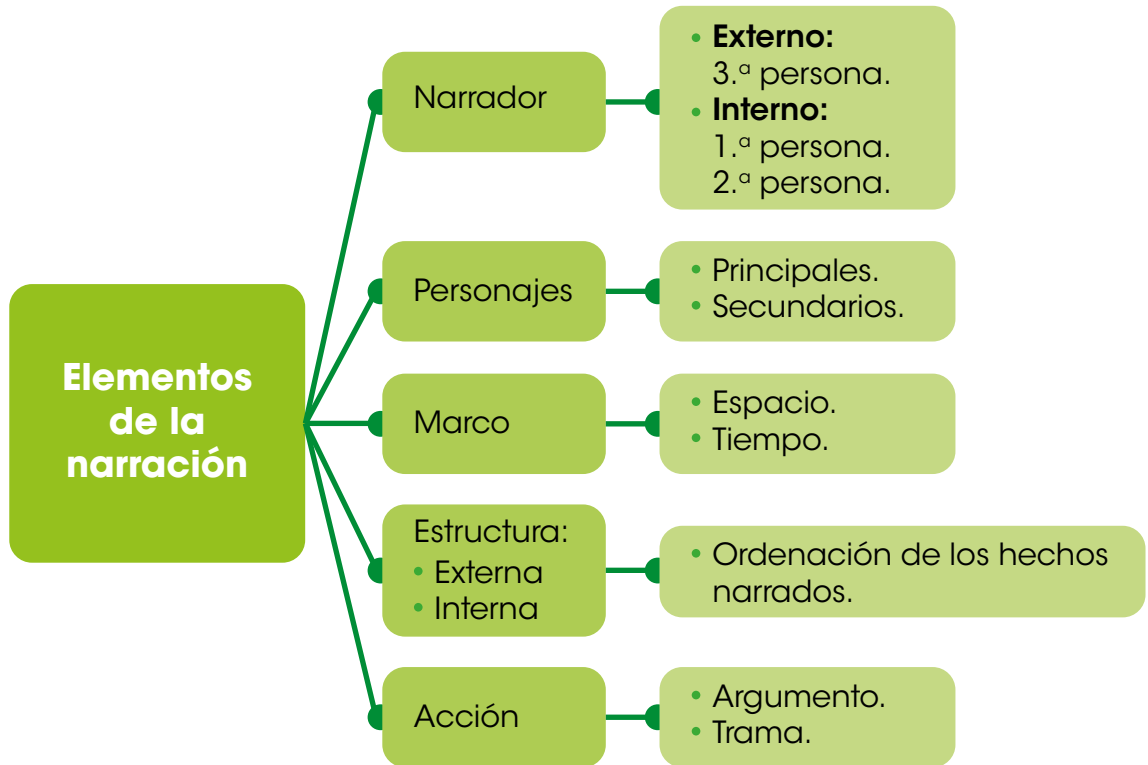 Elementos
de la
narración
Narrador
• Externo:
3.ª persona.
• Interno:
1.ª persona.
2.ª persona.
Personajes
• Principales.
• Secundarios.
Marco
• Espacio.
• Tiempo.
Estructura:
• Externa
• Interna
• Ordenación de los hechos
narrados.
Acción
• Argumento.
• Trama.